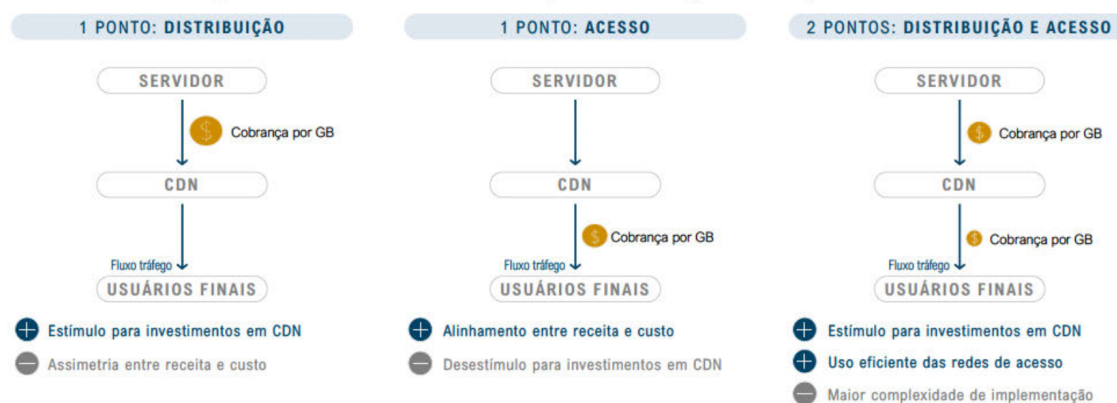 1 PONTO: DISTRIBUIÇÃO
SERVIDOR
$ Cobrança por GB
CDN
Fluxo tráfego
USUÁRIOS FINAIS
+ Estímulo para investimentos em CDN
− Assimetria entre receita e custo
1 PONTO: ACESSO
SERVIDOR
CDN
$ Cobrança por GB
Fluxo tráfego
USUÁRIOS FINAIS
+ Alinhamento entre receita e custo
− Desestímulo para investimentos em CDN
2 PONTOS: DISTRIBUIÇÃO E ACESSO
SERVIDOR
$ Cobrança por GB
CDN
$ Cobrança por GB
Fluxo tráfego
USUÁRIOS FINAIS
+ Estímulo para investimentos em CDN
+ Uso eficiente das redes de acesso
− Maior complexidade de implementação